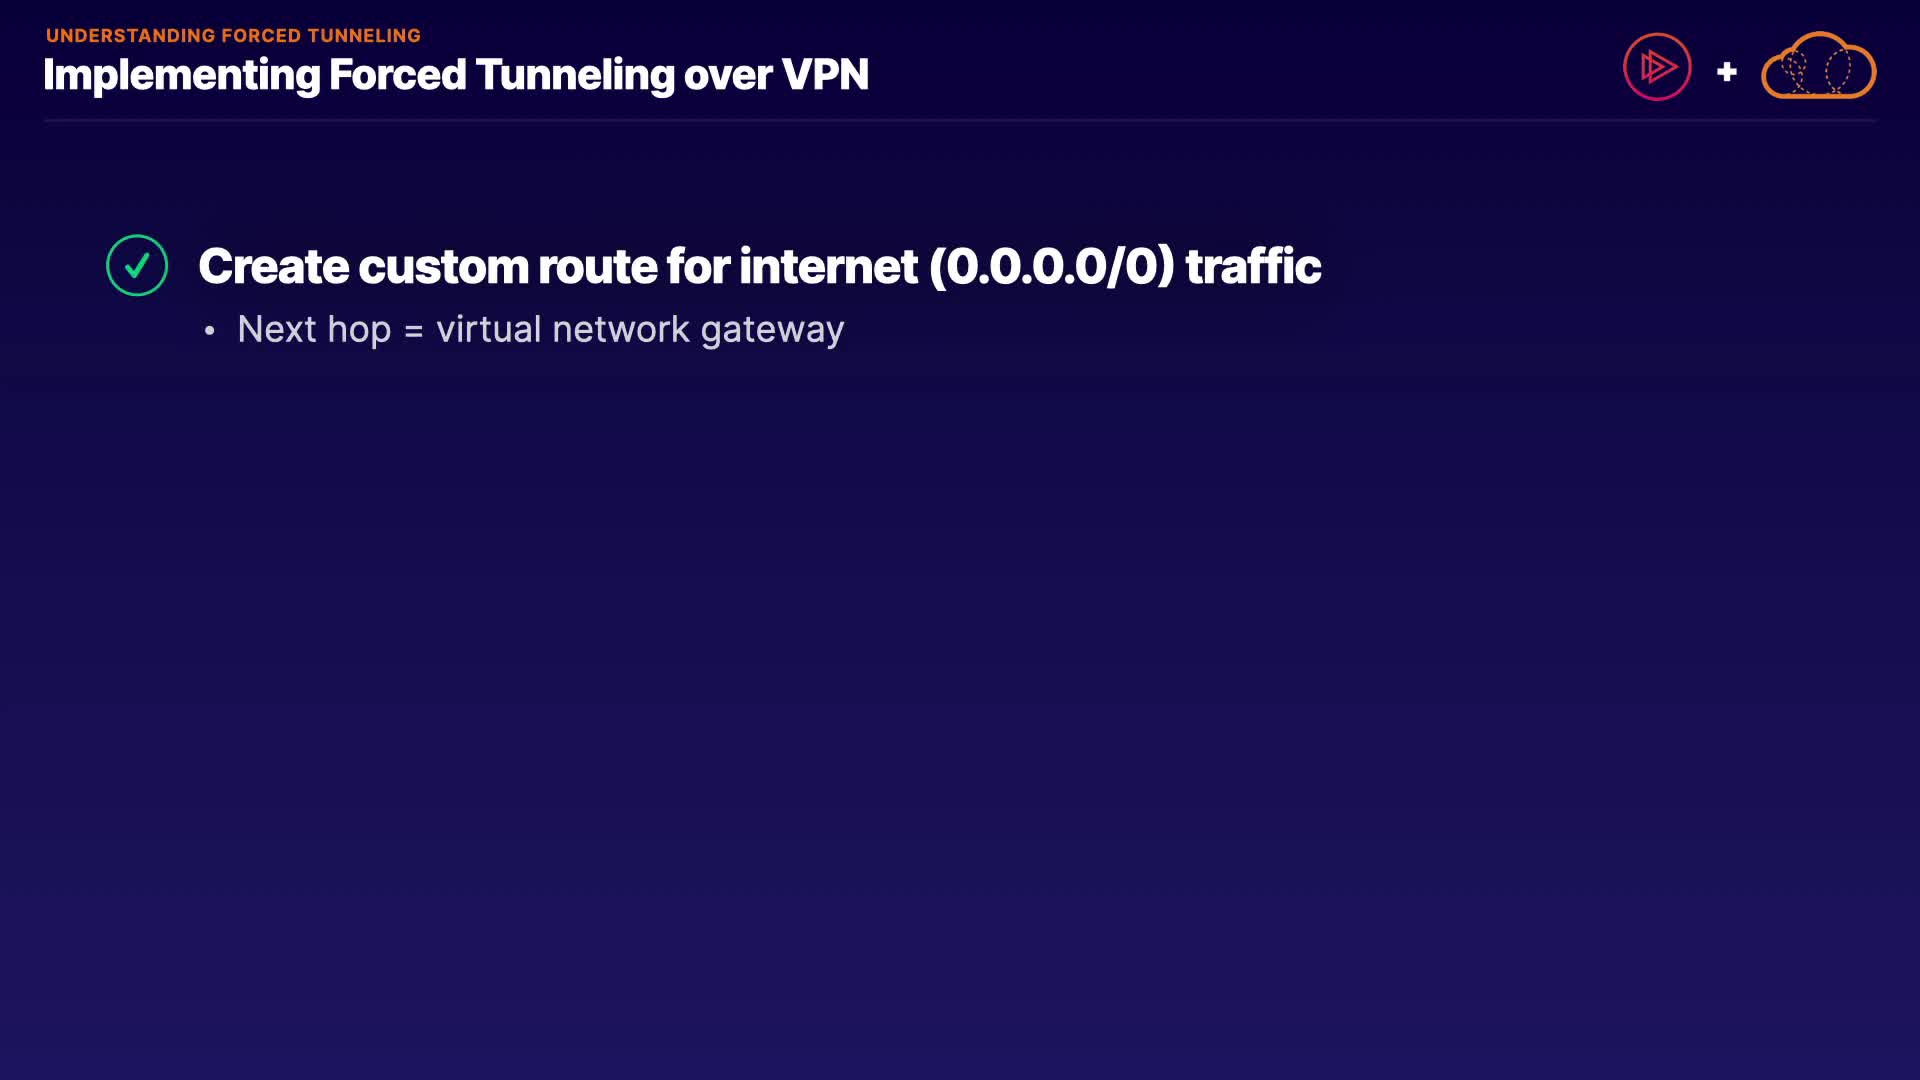 UNDERSTANDING FORCED TUNNELING
Implementing Forced Tunneling over VPN
+
Create custom route for internet (0.0.0.0/0) traffic
• Next hop = virtual network gateway